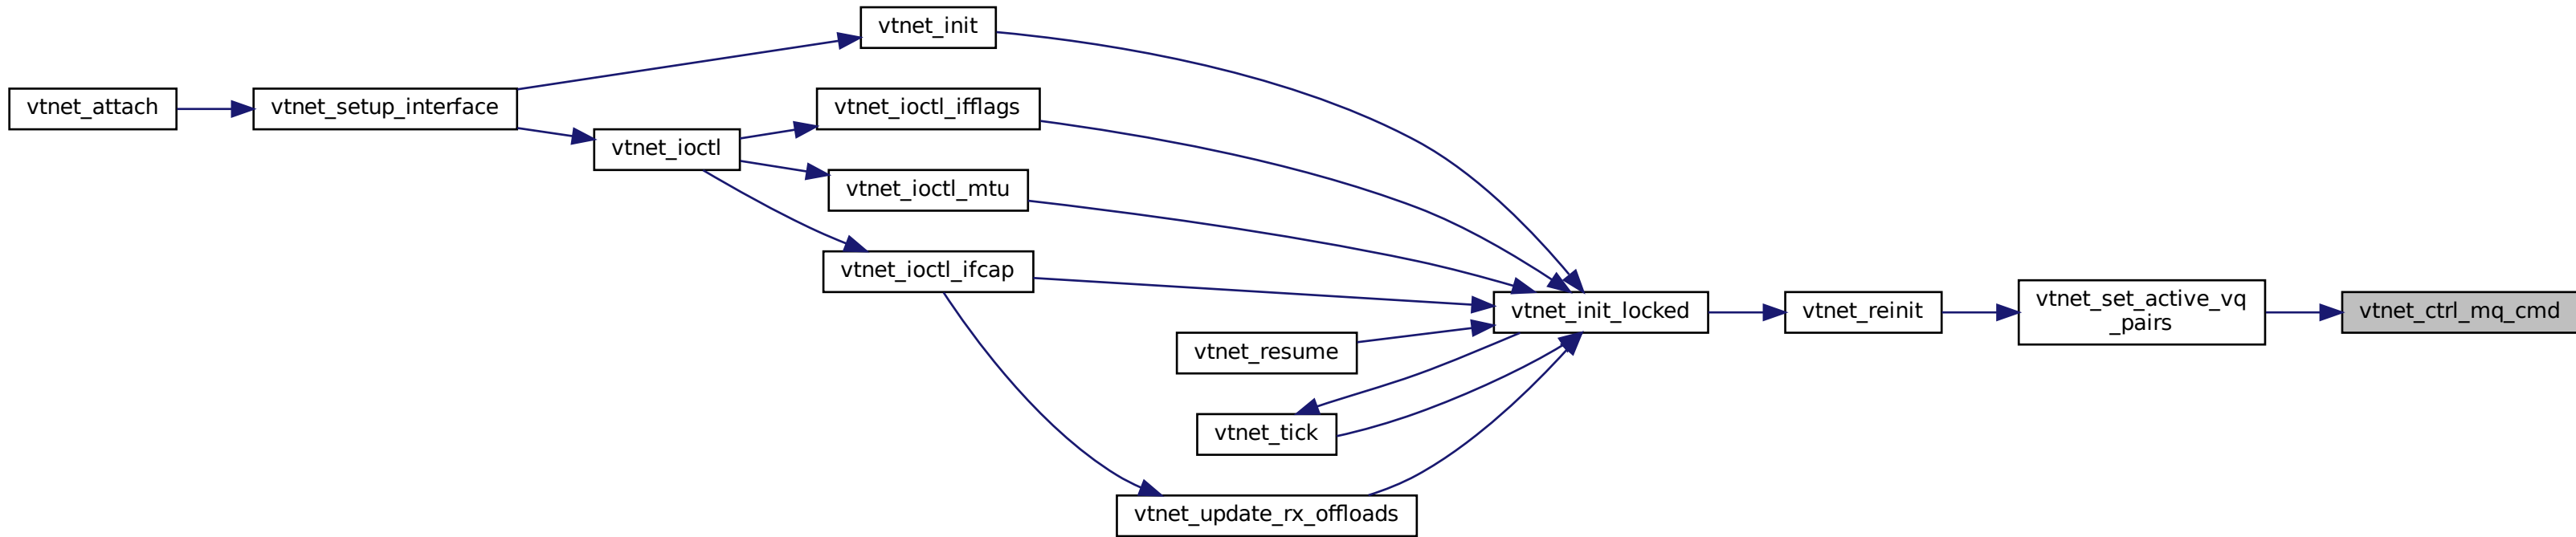 vtnet_init
vtnet_attach
vtnet_setup_interface
vtnet_ioctl_ifflags
vtnet_ioctl
vtnet_ioctl_mtu
vtnet_ioctl_ifcap
vtnet_init_locked
vtnet_reinit
vtnet_set_active_vq
_pairs
vtnet_ctrl_mq_cmd
vtnet_resume
vtnet_tick
vtnet_update_rx_offloads